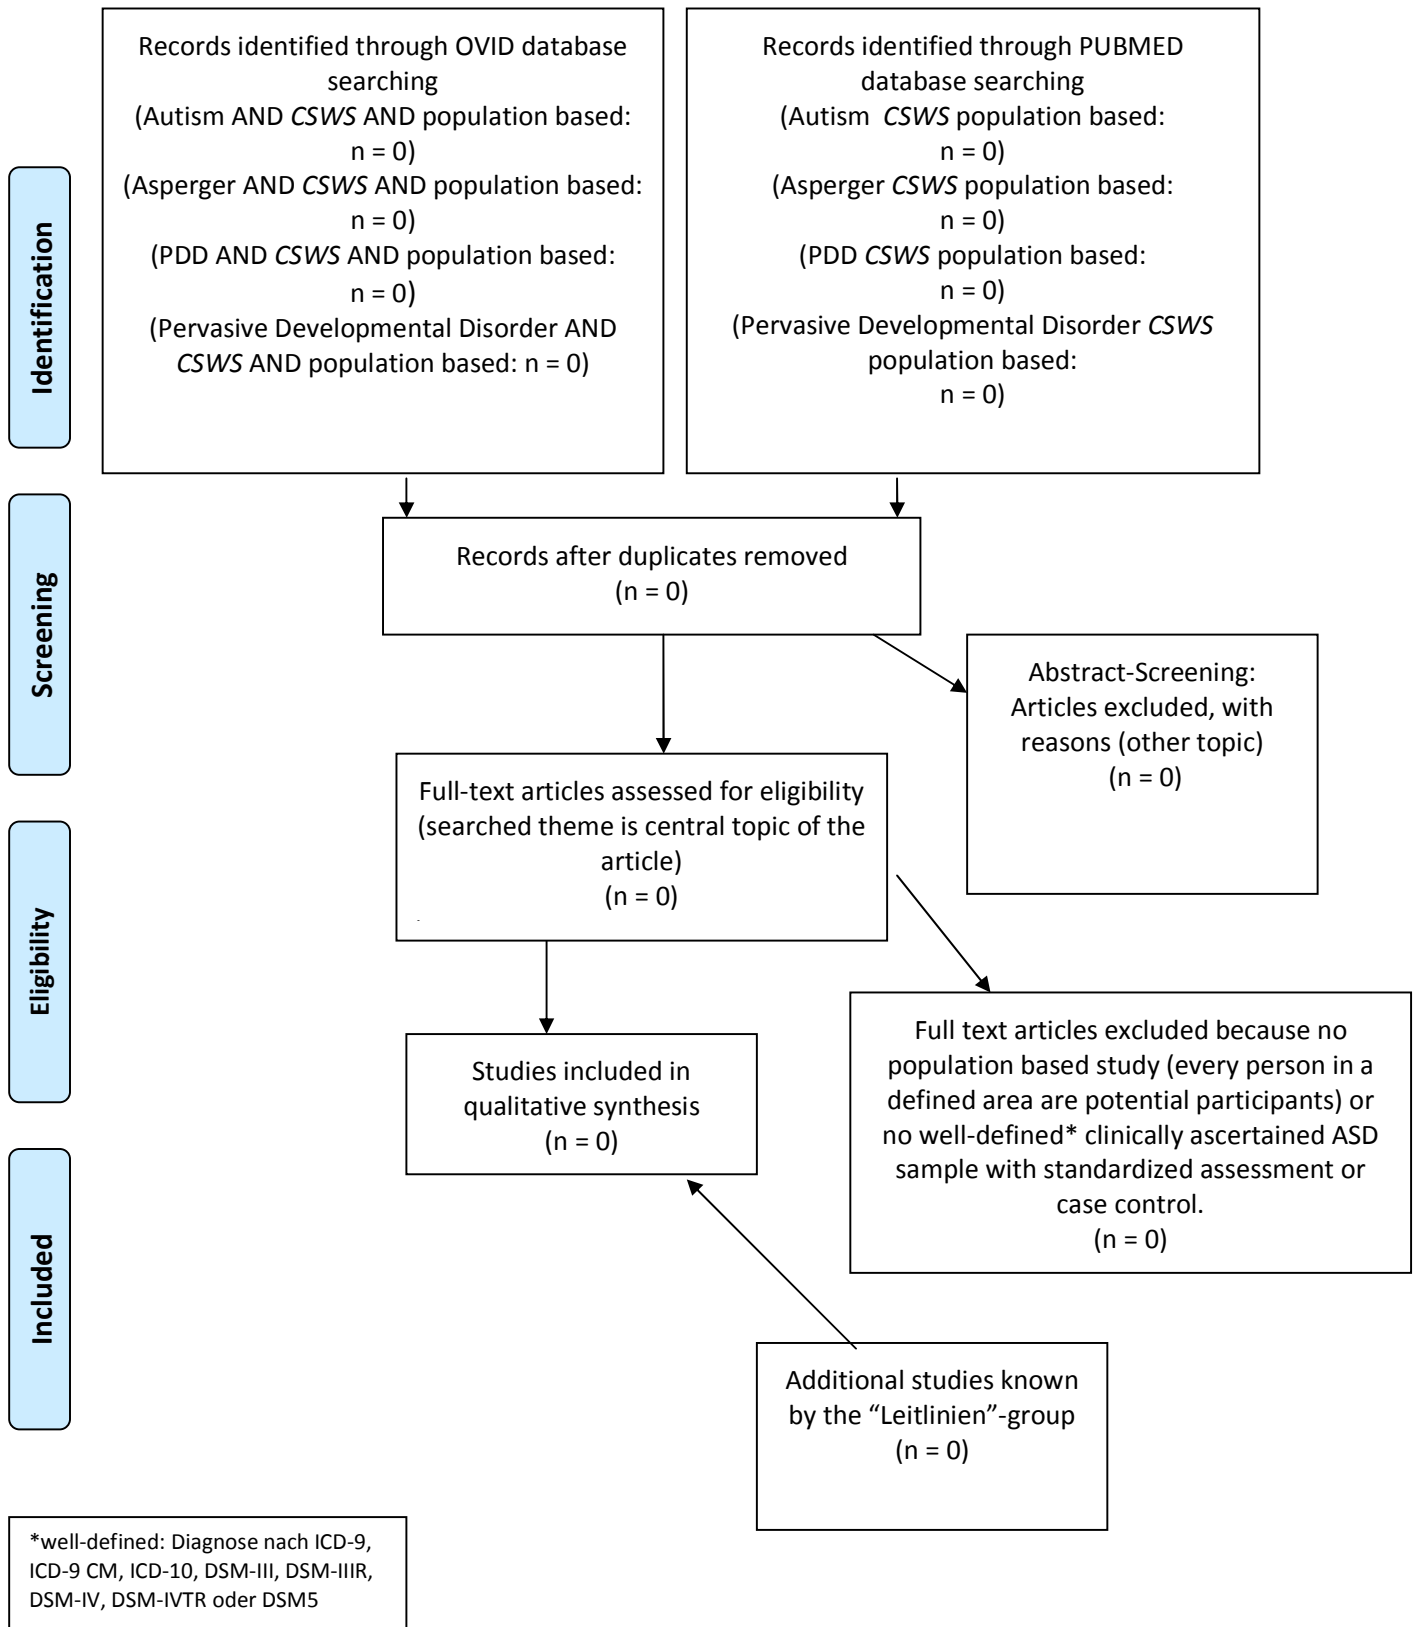 Records identified through OVID database
searching
(Autism AND CSWS AND population based:
n = 0)
(Asperger AND CSWS AND population based:
n = 0)
(PDD AND CSWS AND population based:
n = 0)
(Pervasive Developmental Disorder AND
CSWS AND population based: n = 0)
Records identified through PUBMED
database searching
(Autism CSWS population based:
n = 0)
(Asperger CSWS population based:
n = 0)
(PDD CSWS population based:
n = 0)
(Pervasive Developmental Disorder CSWS
population based:
n = 0)
Identification
Screening
Records after duplicates removed
(n = 0)
Abstract-Screening:
Articles excluded, with
reasons (other topic)
(n = 0)
Full-text articles assessed for eligibility
(searched theme is central topic of the
article)
(n = 0)
Eligibility
Full text articles excluded because no
population based study (every person in a
defined area are potential participants) or
no well-defined* clinically ascertained ASD
sample with standardized assessment or
case control.
(n = 0)
Studies included in
qualitative synthesis
(n = 0)
Included
Additional studies known
by the “Leitlinien”-group
(n = 0)
*well-defined: Diagnose nach ICD-9,
ICD-9 CM, ICD-10, DSM-III, DSM-IIIR,
DSM-IV, DSM-IVTR oder DSM5